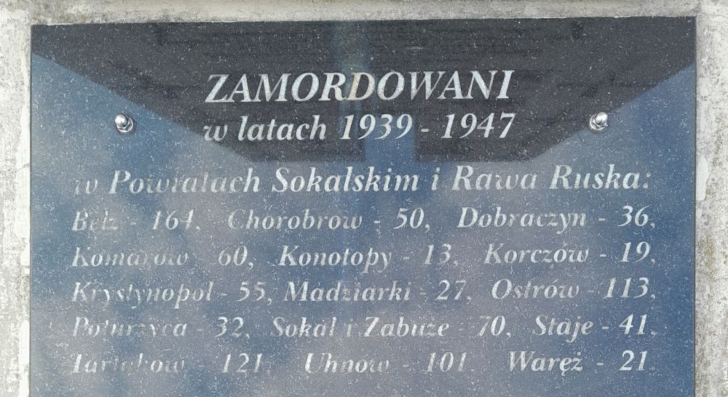 ZAMORDOWANI
w latach 1939 - 1947
w Powiatach Sokalskim i Rawa Ruska:
Bełz - 164, Chorobrów - 50, Dobraczyn - 36,
Komarów - 60, Konotopy - 13, Korczów - 19,
Krystynopol - 55, Madziarki - 27, Ostrów - 113,
Poturzyca - 32, Sokal i Zabuże - 70, Staje - 41,
Tartaków - 121, Uhnów - 101, Waręż - 21,